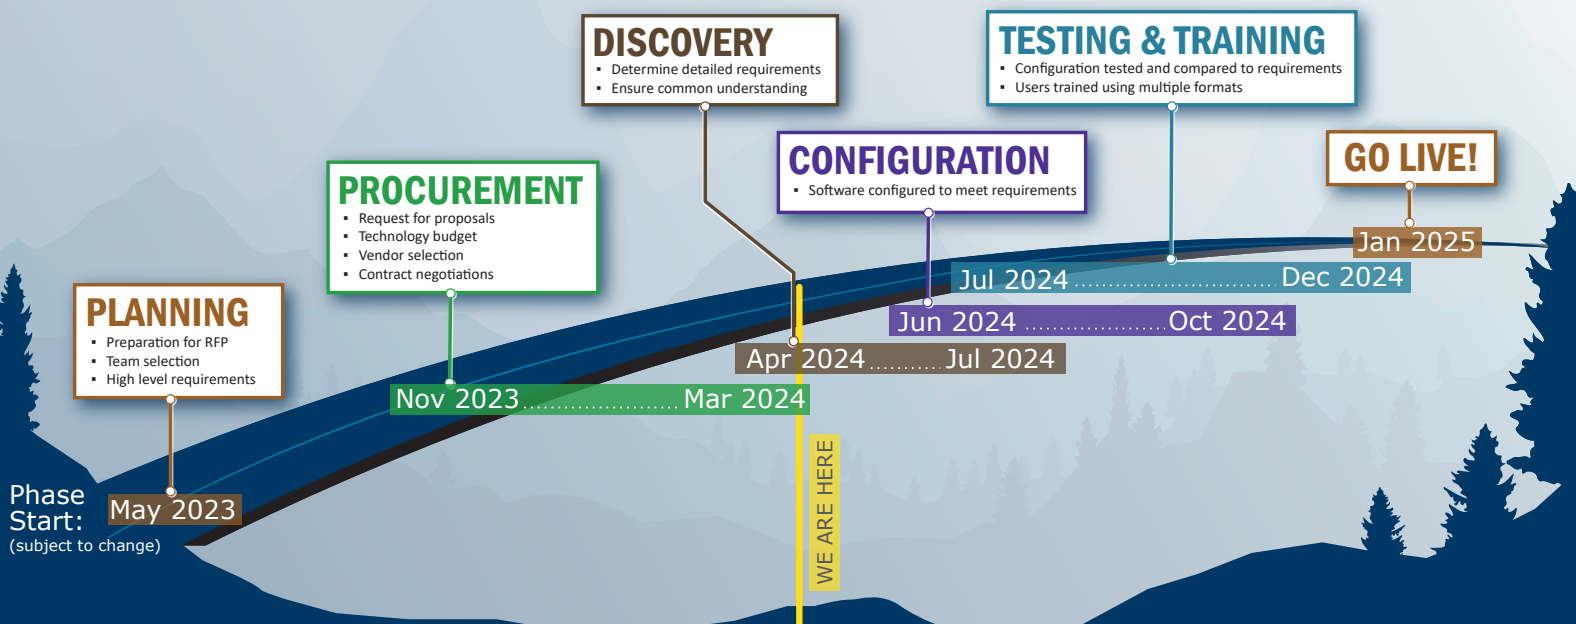 DISCOVERY
▪ Determine detailed requirements
▪ Ensure common understanding
TESTING & TRAINING
▪ Configuration tested and compared to requirements
▪ Users trained using multiple formats
CONFIGURATION
▪ Software configured to meet requirements
GO LIVE!
PROCUREMENT
▪ Request for proposals
▪ Technology budget
▪ Vendor selection
▪ Contract negotiations
PLANNING
▪ Preparation for RFP
▪ Team selection
▪ High level requirements
Jan 2025
Jul 2024 ........................... Dec 2024
Jun 2024 ...................... Oct 2024
Apr 2024 ........... Jul 2024
Nov 2023 ....................... Mar 2024
Phase
Start:
May 2023
(subject to change)
WE ARE HERE